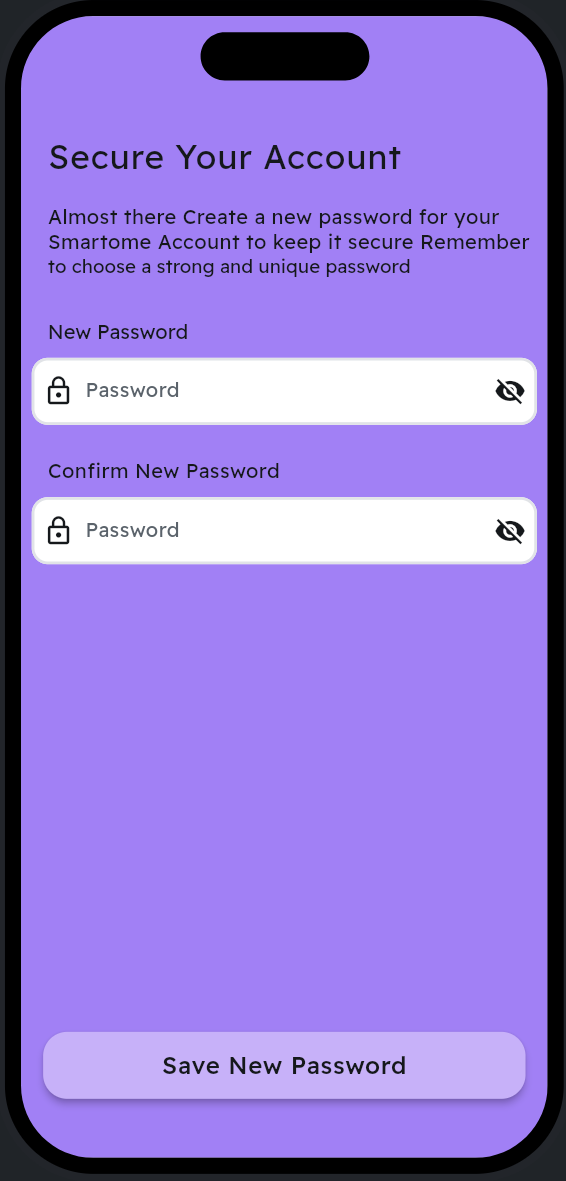 Secure Your Account
Almost there Create a new password for your
Smartome Account to keep it secure Remember
to choose a strong and unique password
New Password
Password
Confirm New Password
Password
Save New Password